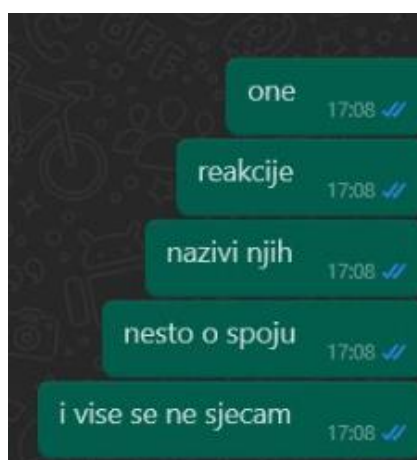 one
17:08
reakcije
17:08
nazivi njih
17:08
nesto o spoju
17:08
i vise se ne sjecam
17:08